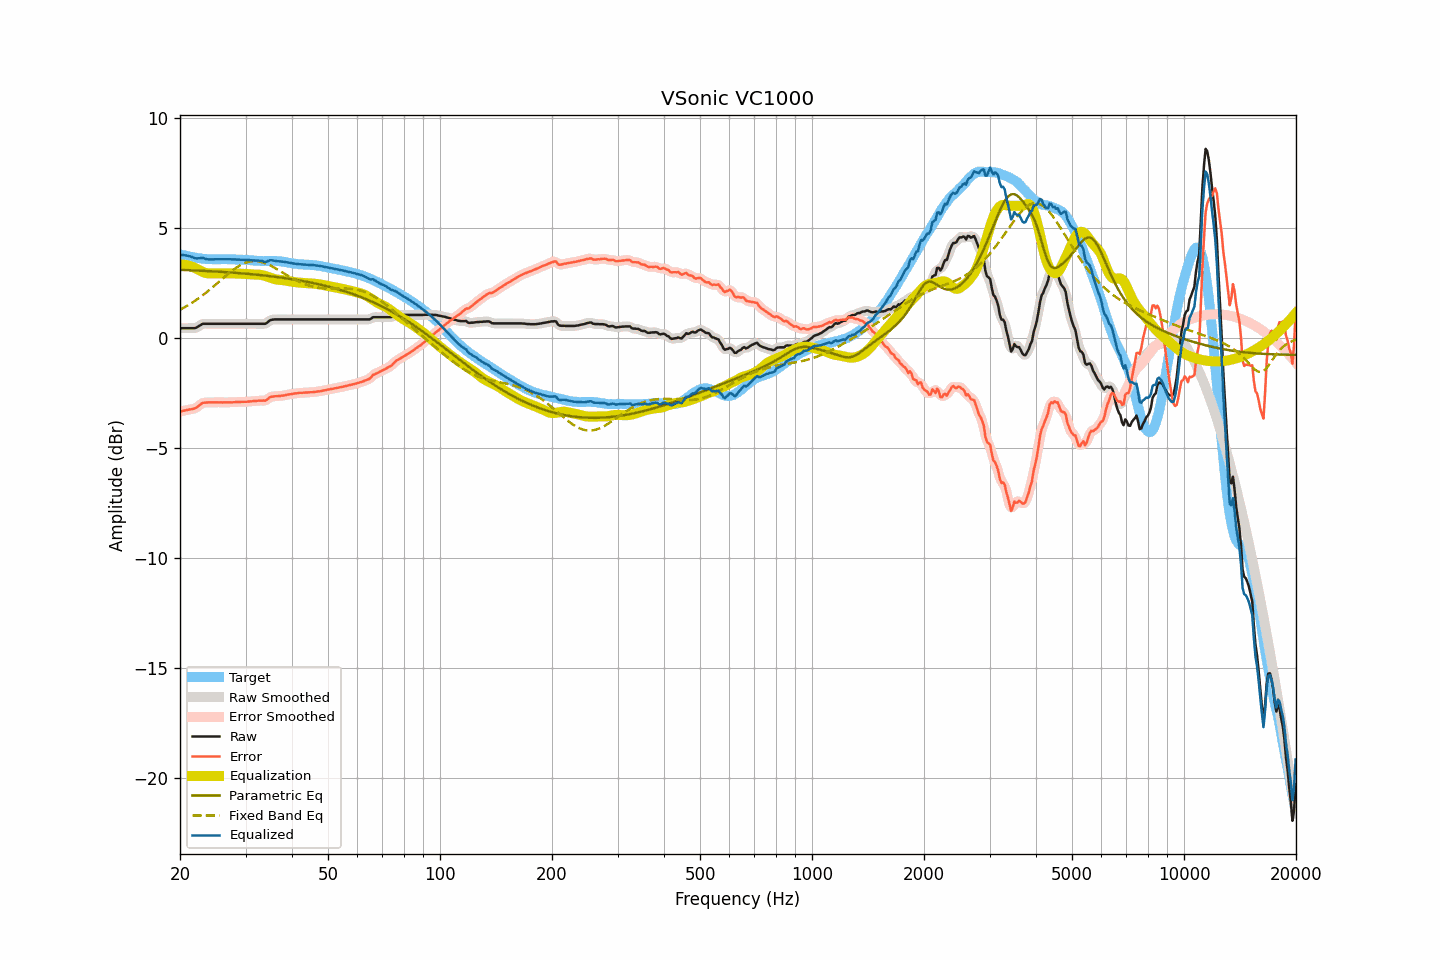 VSonic VC1000
10
5
0
−5
−10
−15
−20
Amplitude (dBr)
Target
Raw Smoothed
Error Smoothed
Raw
Error
Equalization
Parametric Eq
Fixed Band Eq
Equalized
20 50 100 200 500 1000 2000 5000 10000 20000
Frequency (Hz)